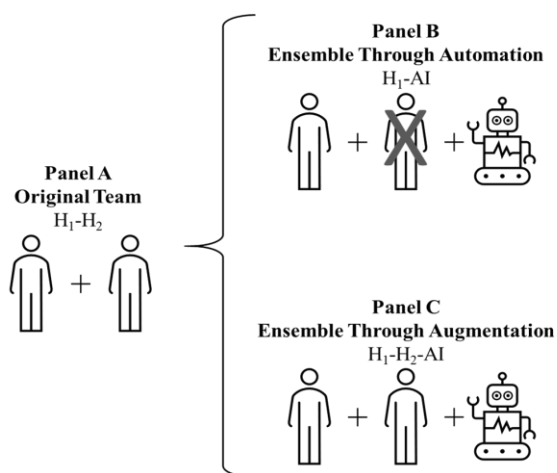 Panel A
Original Team
H₁-H₂
+
Panel B
Ensemble Through Automation
H₁-AI
+ +
Panel C
Ensemble Through Augmentation
H₁-H₂-AI
+ +